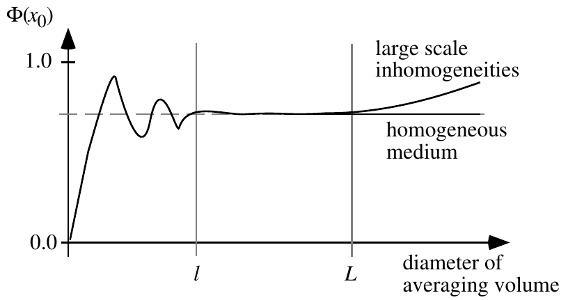 Φ(x₀)
1.0
large scale
inhomogeneities
homogeneous
medium
0.0
l
L
diameter of
averaging volume